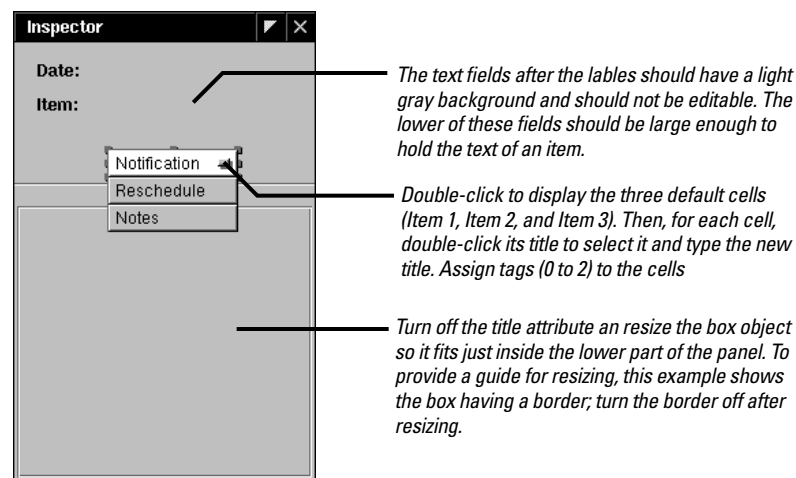 Inspector
Date:
Item:
Notification
Reschedule
Notes
The text fields after the lables should have a light
gray background and should not be editable. The
lower of these fields should be large enough to
hold the text of an item.
Double-click to display the three default cells
(Item 1, Item 2, and Item 3). Then, for each cell,
double-click its title to select it and type the new
title. Assign tags (0 to 2) to the cells
Turn off the title attribute an resize the box object
so it fits just inside the lower part of the panel. To
provide a guide for resizing, this example shows
the box having a border; turn the border off after
resizing.